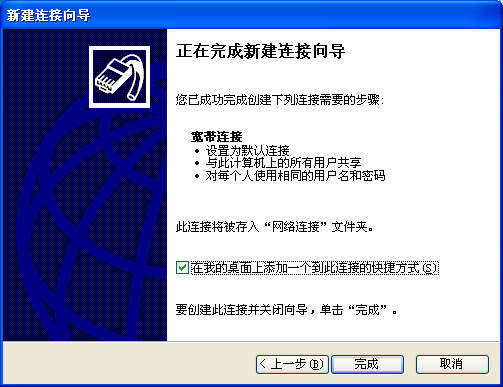 新建连接向导
正在完成新建连接向导
您已成功完成创建下列连接需要的步骤:
宽带连接
• 设置为默认连接
• 与此计算机上的所有用户共享
• 对每个人使用相同的用户名和密码
此连接将被存入“网络连接”文件夹。
在我的桌面上添加一个到此连接的快捷方式(S)
要创建此连接并关闭向导，单击“完成”。
< 上一步(B)
完成
取消